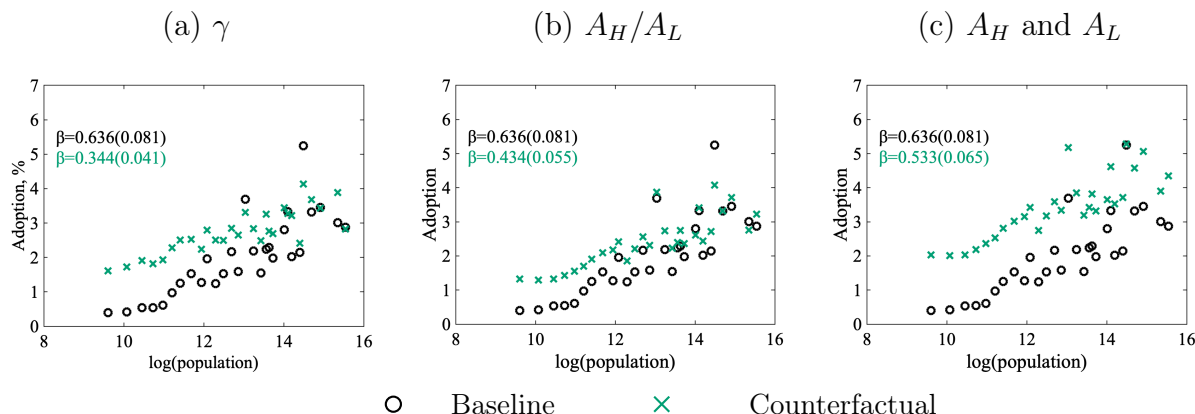 (a) γ
(b) A_H/A_L
(c) A_H and A_L
7
6
5
4
3
2
1
0
Adoption, %
β=0.636(0.081)
β=0.344(0.041)
8 10 12 14 16
log(population)
7
6
5
4
3
2
1
0
Adoption
β=0.636(0.081)
β=0.434(0.055)
8 10 12 14 16
log(population)
7
6
5
4
3
2
1
0
Adoption
β=0.636(0.081)
β=0.533(0.065)
8 10 12 14 16
log(population)
Baseline
Counterfactual